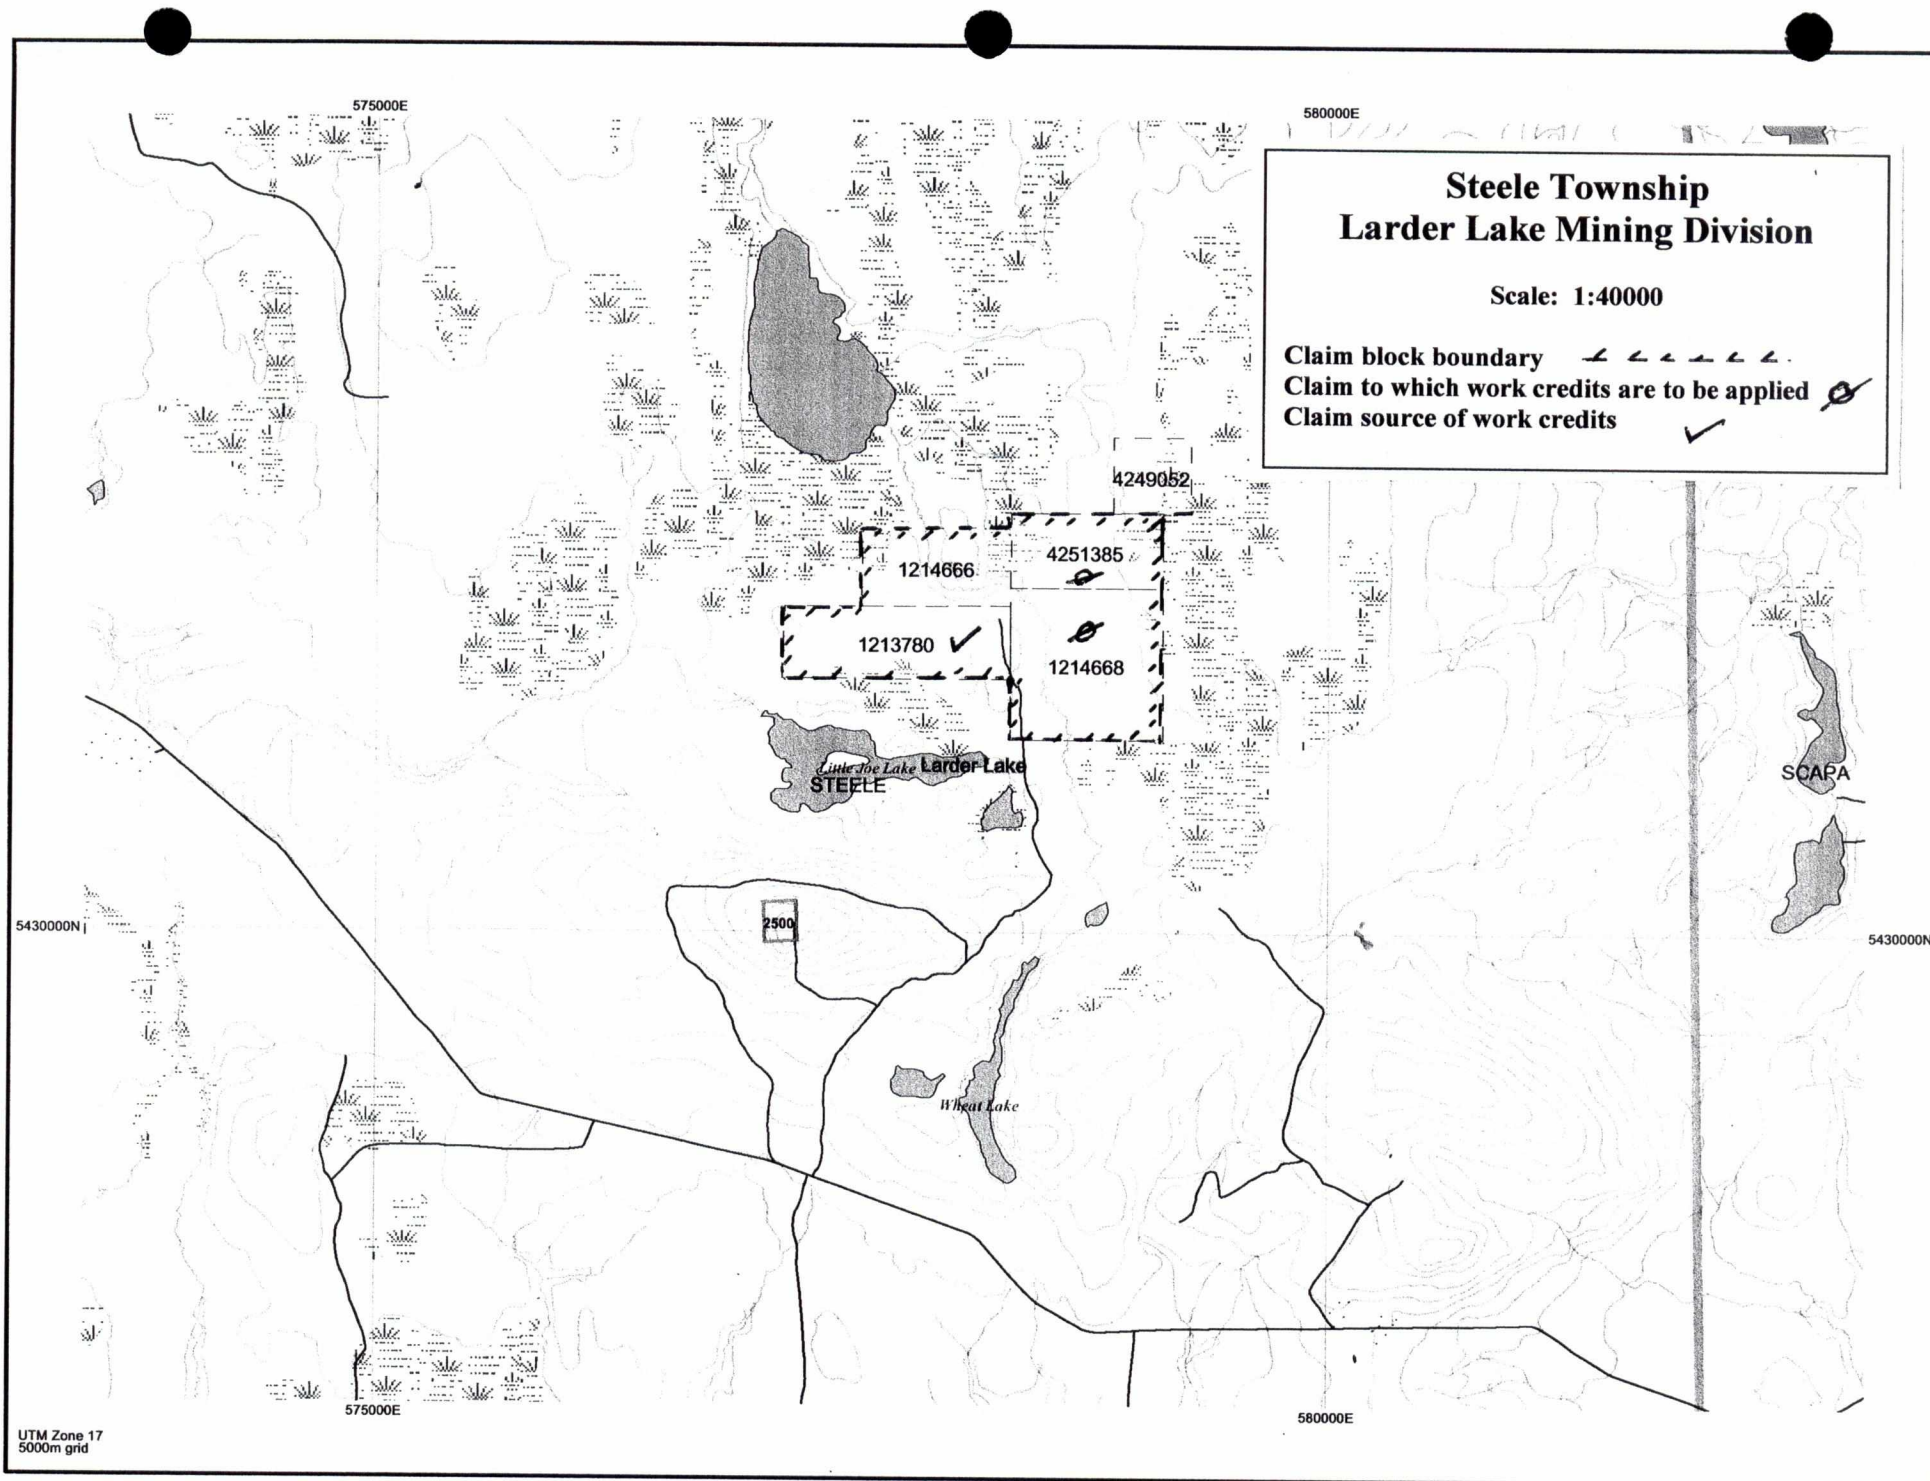 575000E
580000E
Steele Township
Larder Lake Mining Division
Scale: 1:40000
Claim block boundary
Claim to which work credits are to be applied
Claim source of work credits
4249052
4251385
1214666
1213780
1214668
Little Joe Lake
Larder Lake
STEELE
SCAPA
2500
5430000N
5430000N
Wheat Lake
575000E
580000E
UTM Zone 17
5000m grid